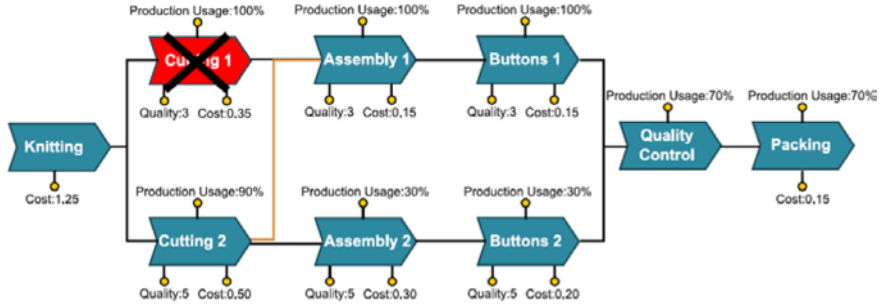 Production Usage:100%
Production Usage:100%
Production Usage:100%
Cutting 1
Assembly 1
Buttons 1
Quality:3
Cost:0,35
Quality:3
Cost:0,15
Quality:3
Cost:0,15
Production Usage:70%
Production Usage:70%
Knitting
Quality
Control
Packing
Cost:1,25
Cost:0,15
Production Usage:90%
Production Usage:30%
Production Usage:30%
Cutting 2
Assembly 2
Buttons 2
Quality:5
Cost:0,50
Quality:5
Cost:0,30
Quality:5
Cost:0,20